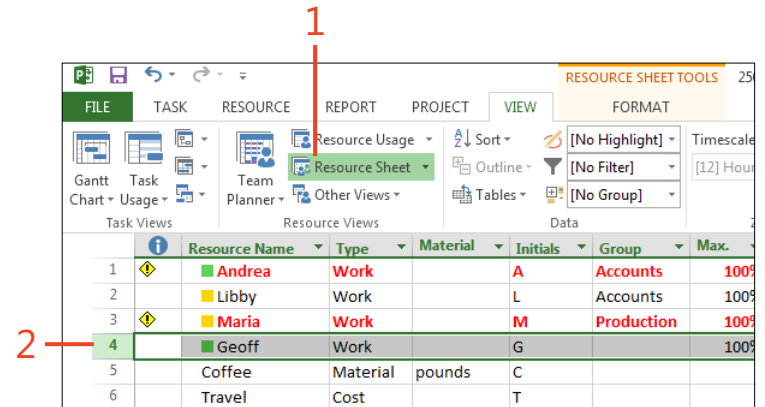 1
RESOURCE SHEET TOOLS 25
FILE TASK RESOURCE REPORT PROJECT VIEW FORMAT
Resource Usage Sort [No Highlight] Timescale
Resource Sheet Outline [No Filter] [12] Hour
Gantt Chart Task Usage Team Planner Other Views Tables [No Group]
Task Views Resource Views Data
Resource Name Type Material Initials Group Max.
1 Andrea Work A Accounts 100%
2 Libby Work L Accounts 100%
3 Maria Work M Production 100%
2
4 Geoff Work G 100%
5 Coffee Material pounds C
6 Travel Cost T